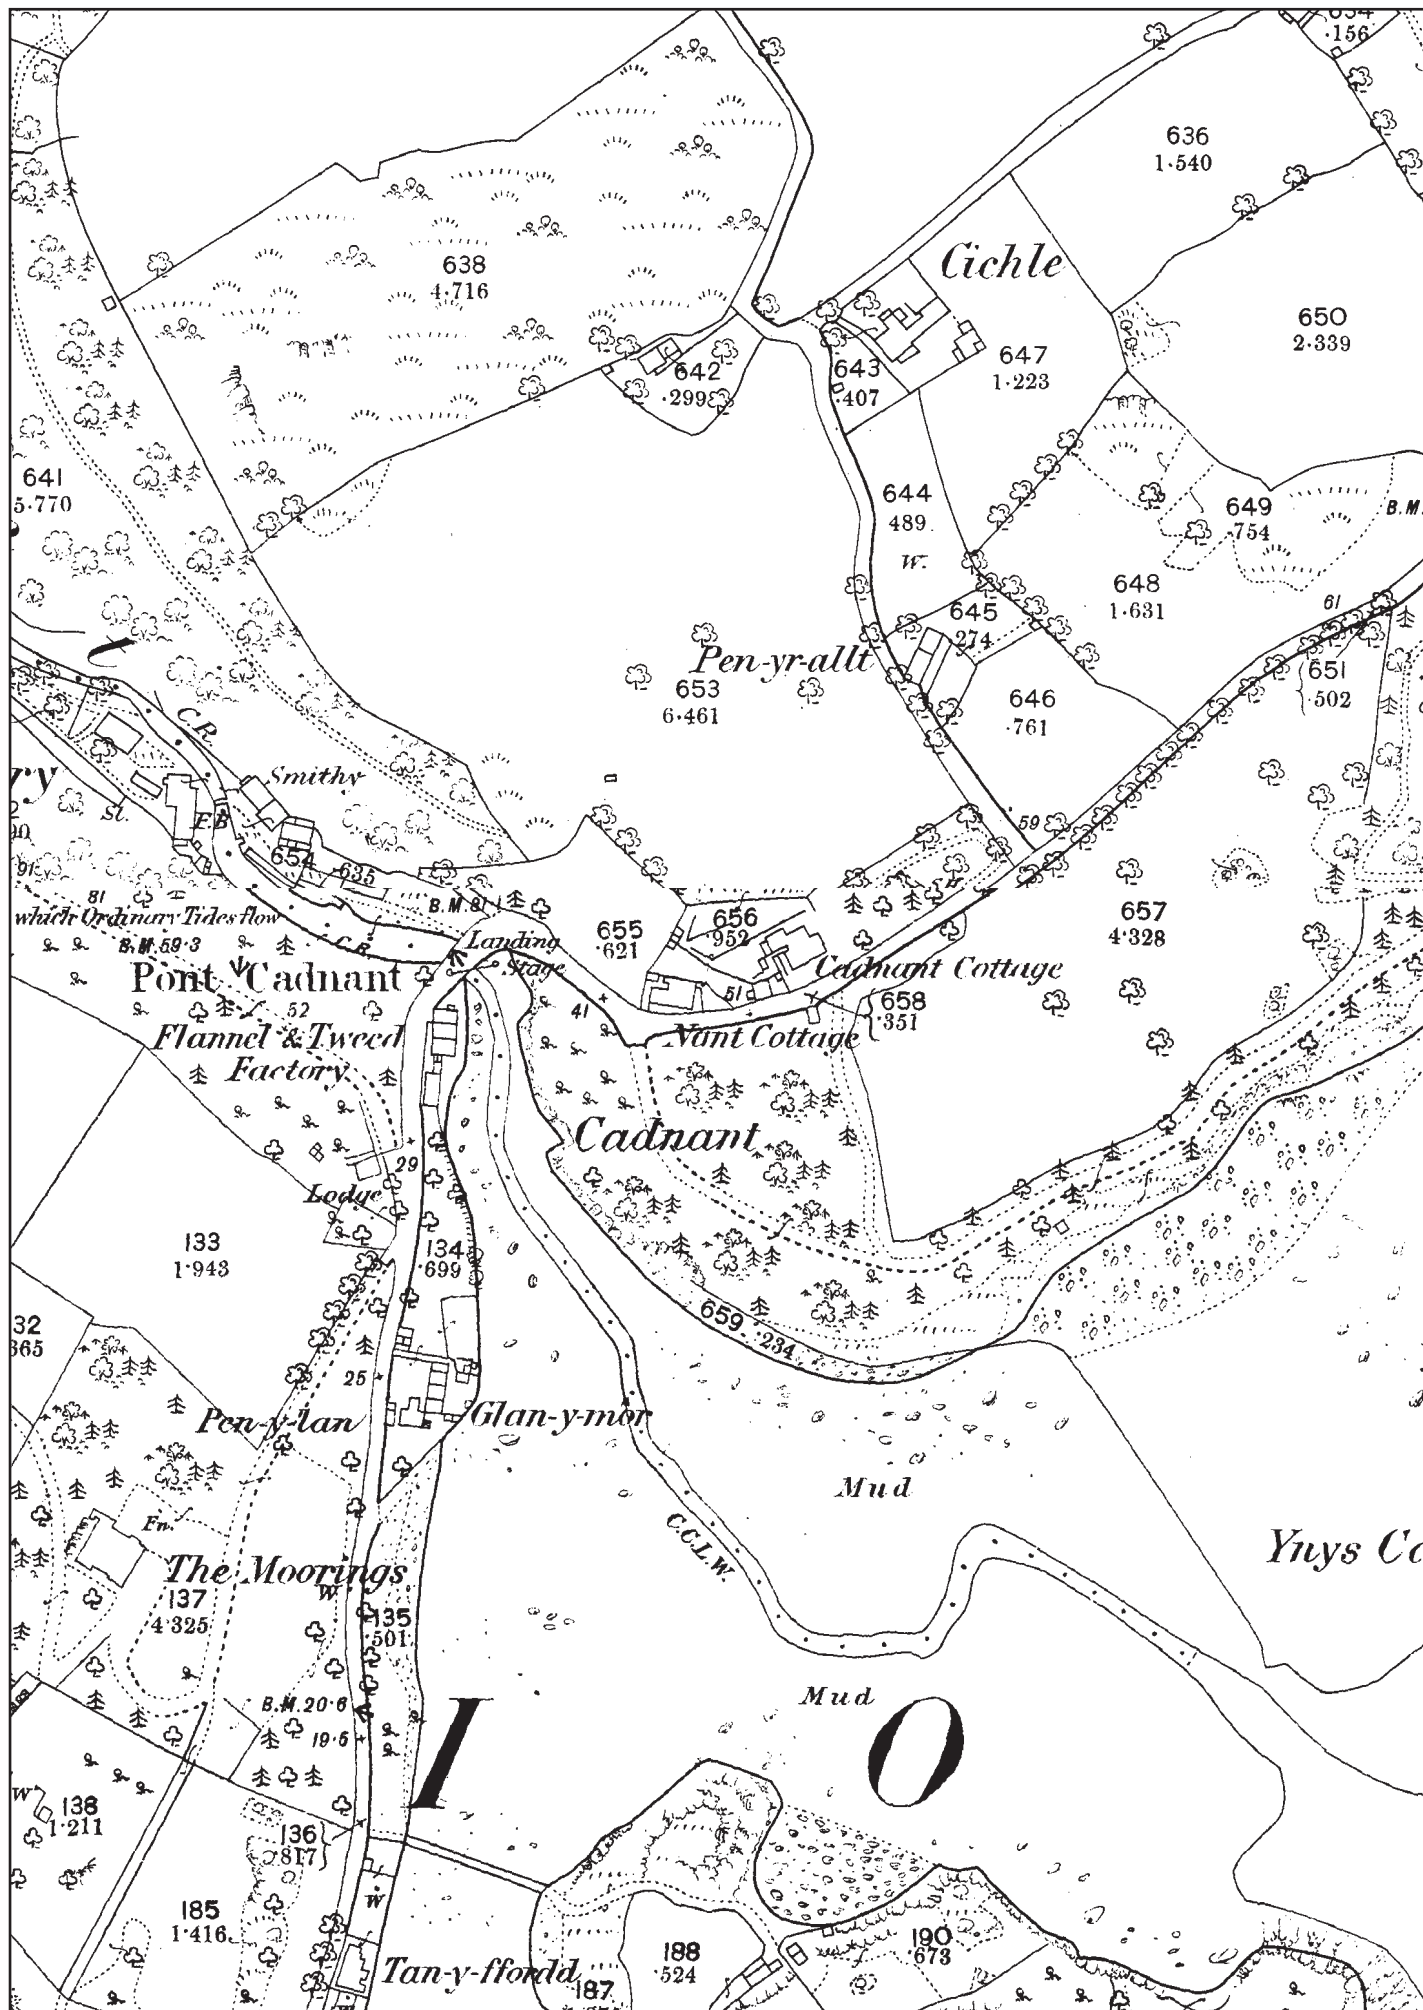 ·156
636
1·540
Cichle
638
4·716
650
2·339
642
·299
643
·407
647
1·223
641
5·770
644
489
W.
649
·754
B.M.
648
1·631
61
645
274
Pen-yr-allt
653
6·461
646
·761
651
·502
C.R.
Smithy
Sl.
F.B
59
654
·635
91
81
B.M. 81·1
which Ordinary Tides flow
B.M. 59·3
C.R.
Landing
Stage
655
·621
656
·952
657
4·328
Pont Cadnant
Cadnant Cottage
52
41
51
658
·351
Flannel & Tweed
Factory
Nant Cottage
Cadnant
29
Lodge
133
1·943
134
·699
659 ·234
32
365
25
Pen-y-lan
Glan-y-mor
Mud
Fn.
C.C.L.W.
Ynys
The Moorings
W
137
4·325
135
·501
Mud
B.M. 20·6
19·5
I O
W
138
1·211
136
·817
185
1·416
W
188
·524
190
·673
Tan-y-ffordd
187
W